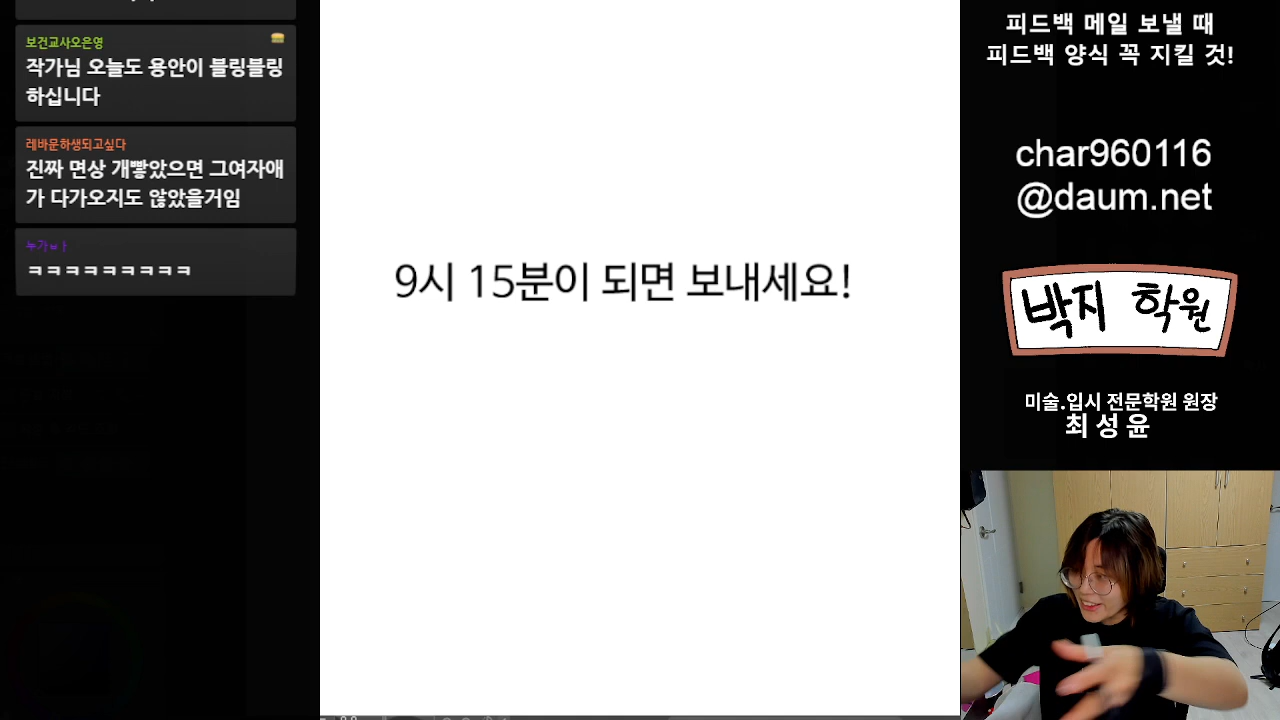 보건교사오은영
작가님 오늘도 용안이 블링블링
하십니다
레바문하생되고싶다
진짜 면상 개빻았으면 그여자애
가 다가오지도 않았을거임
누가ㅂㅏ
ㅋㅋㅋㅋㅋㅋㅋㅋㅋ
9시 15분이 되면 보내세요!
피드백 메일 보낼 때
피드백 양식 꼭 지킬 것!
char960116
@daum.net
박지 학원
미술.입시 전문학원 원장
최성윤